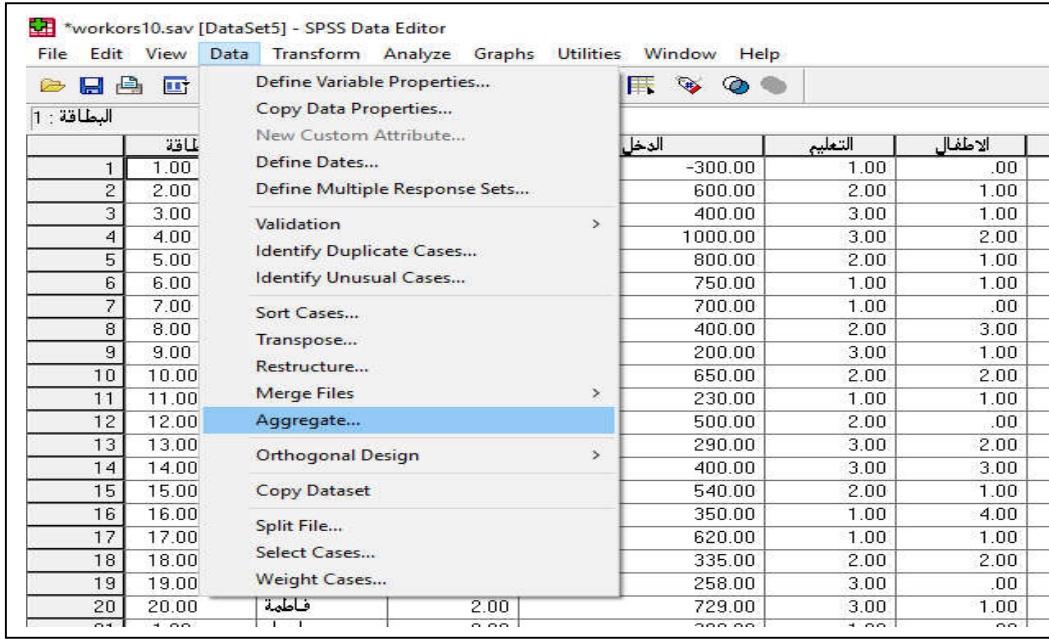 *workors10.sav [DataSet5] - SPSS Data Editor
File Edit View Data Transform Analyze Graphs Utilities Window Help
1 : البطاقة
Define Variable Properties...
Copy Data Properties...
New Custom Attribute...
Define Dates...
Define Multiple Response Sets...
Validation >
Identify Duplicate Cases...
Identify Unusual Cases...
Sort Cases...
Transpose...
Restructure...
Merge Files >
Aggregate...
Orthogonal Design >
Copy Dataset
Split File...
Select Cases...
Weight Cases...
الدخل التعليم الاطفال
1 1.00 -300.00 1.00 .00
2 2.00 600.00 2.00 1.00
3 3.00 400.00 3.00 1.00
4 4.00 1000.00 3.00 2.00
5 5.00 800.00 2.00 1.00
6 6.00 750.00 1.00 1.00
7 7.00 700.00 1.00 .00
8 8.00 400.00 2.00 3.00
9 9.00 200.00 3.00 1.00
10 10.00 650.00 2.00 2.00
11 11.00 230.00 1.00 1.00
12 12.00 500.00 2.00 .00
13 13.00 290.00 3.00 2.00
14 14.00 400.00 3.00 3.00
15 15.00 540.00 2.00 1.00
16 16.00 350.00 1.00 4.00
17 17.00 620.00 1.00 1.00
18 18.00 335.00 2.00 2.00
19 19.00 258.00 3.00 .00
20 20.00 فاطمة 2.00 729.00 3.00 1.00